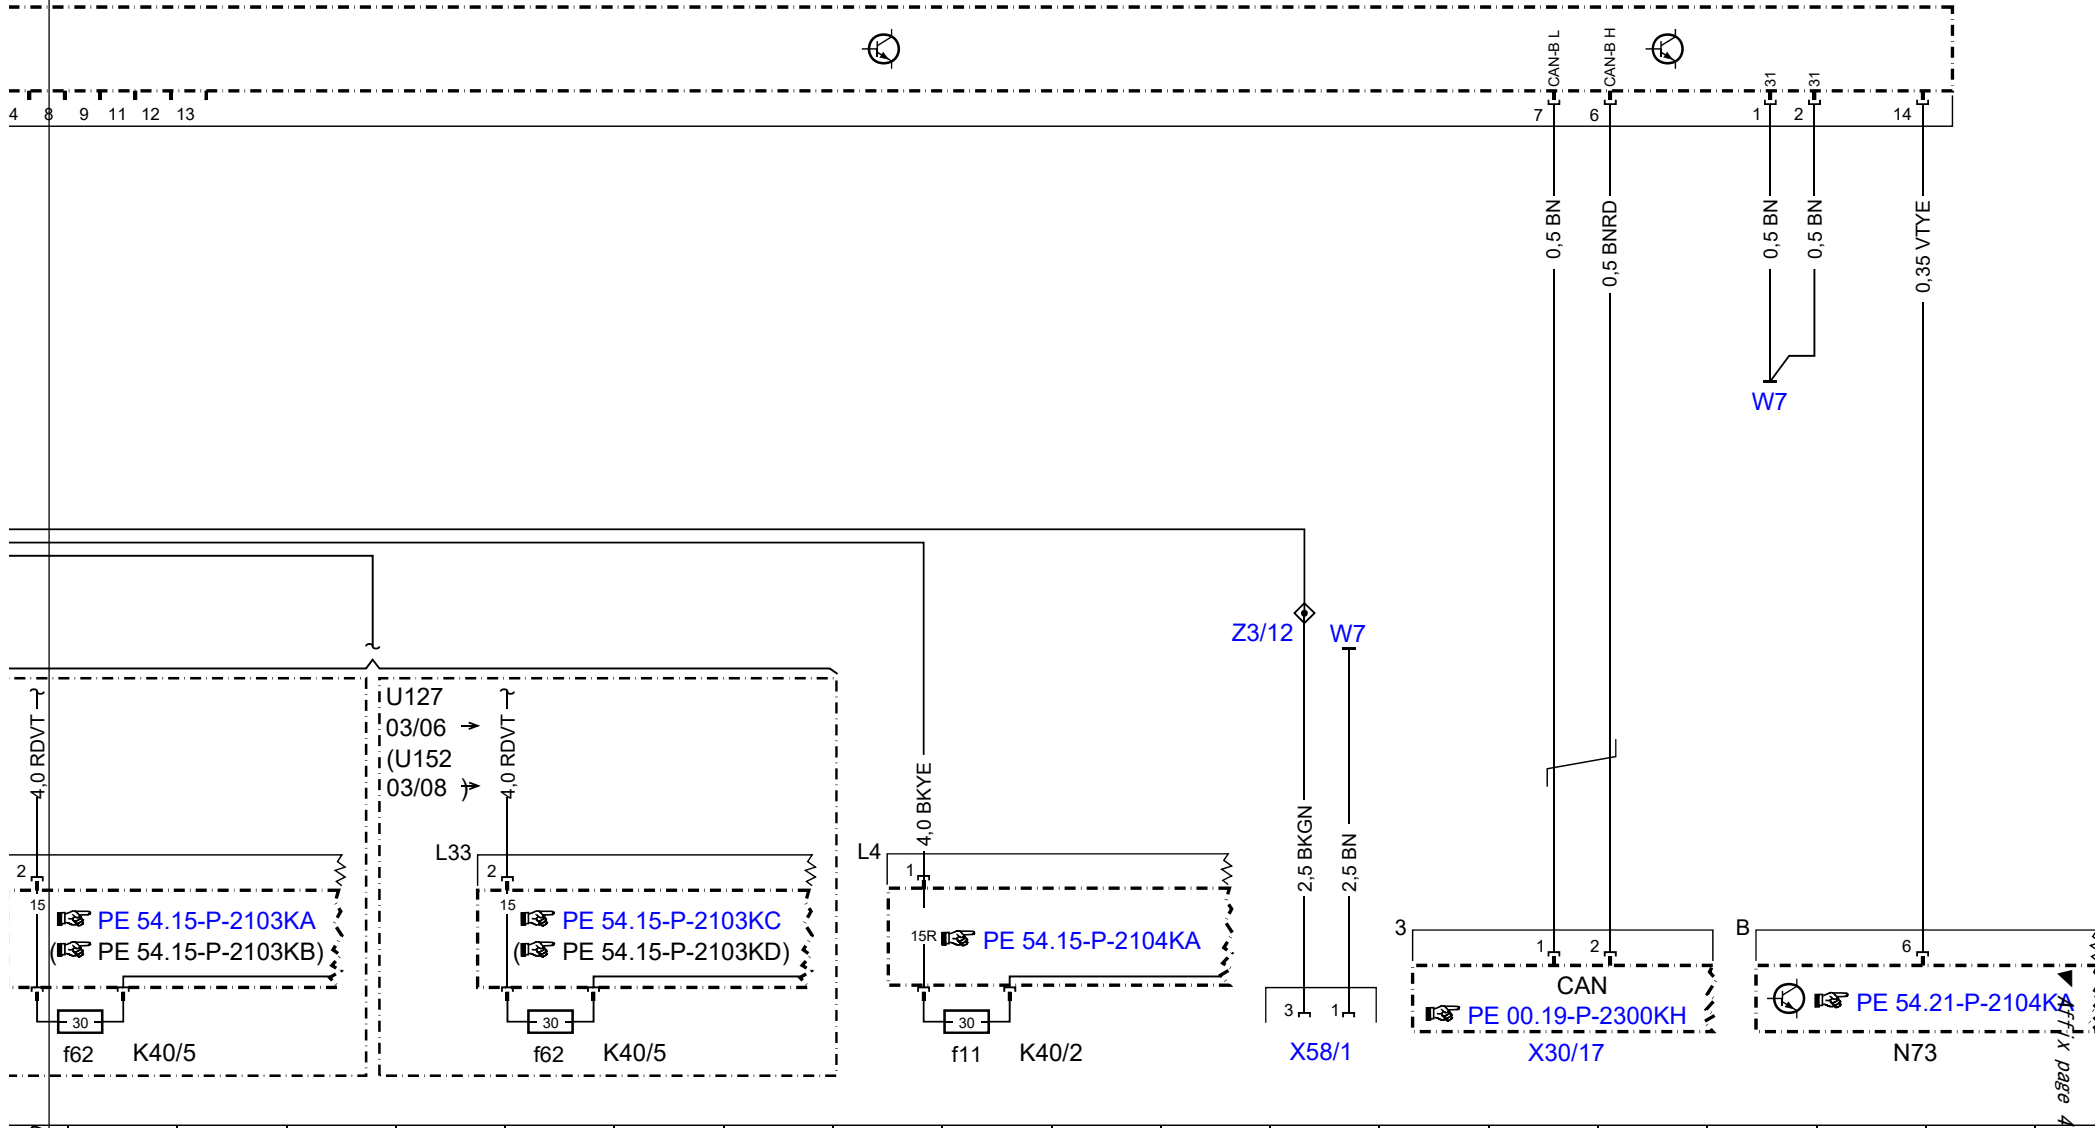 CAN-B L
CAN-B H
31
31
4 8 9 11 12 13
7 6 1 2 14
0,5 BN
0,5 BNRD
0,5 BN
0,5 BN
0,35 VTYE
W7
Z3/12
W7
4,0 RDVT
U127
03/06
(U152
03/08 )
4,0 RDVT
4,0 BKYE
2,5 BKGN
2,5 BN
2
15
PE 54.15-P-2103KA
( PE 54.15-P-2103KB)
30
f62 K40/5
L33
2
15
PE 54.15-P-2103KC
( PE 54.15-P-2103KD)
30
f62 K40/5
L4
1
15R
PE 54.15-P-2104KA
30
f11 K40/2
3 1
X58/1
3
1 2
CAN
PE 00.19-P-2300KH
X30/17
B
6
PE 54.21-P-2104KA
N73
Affix page 4